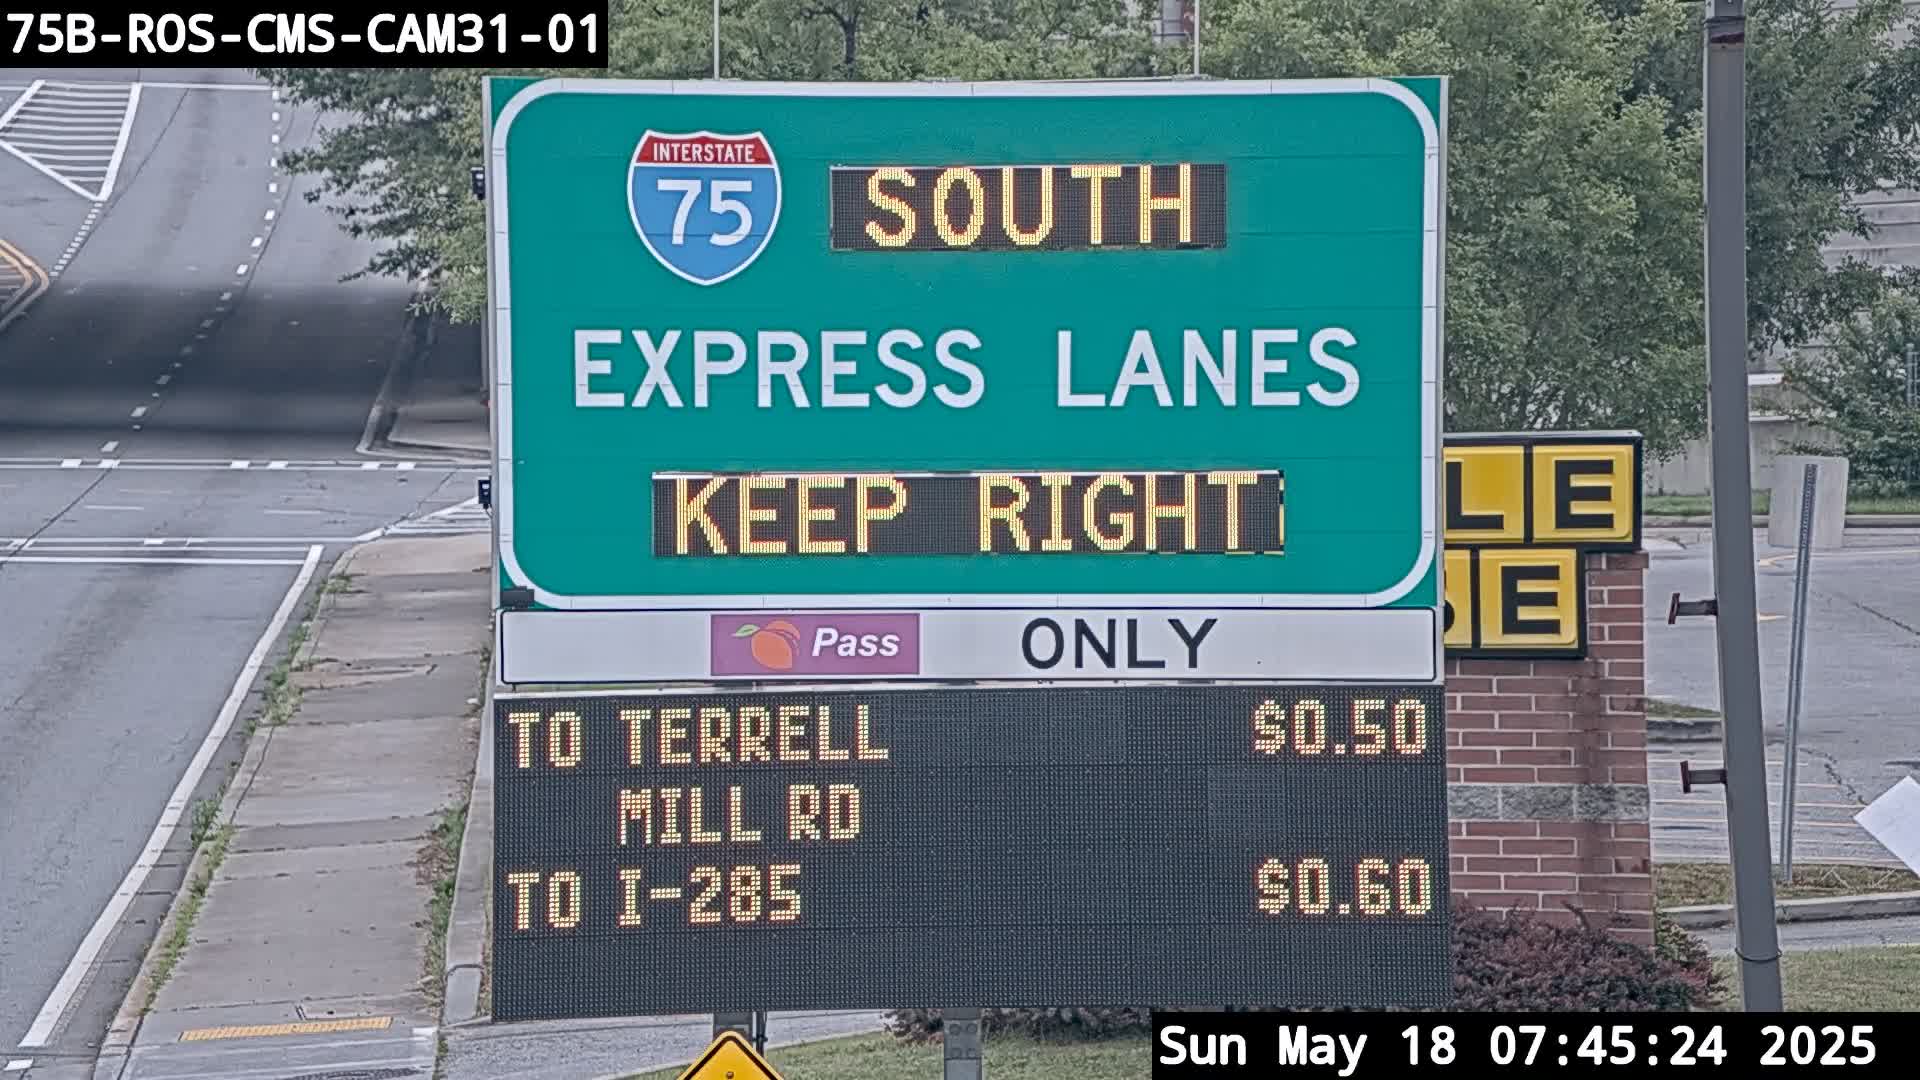 75B-ROS-CMS-CAM31-01
INTERSTATE
75
SOUTH
EXPRESS LANES
KEEP RIGHT
Pass ONLY
TO TERRELL $0.50
MILL RD
TO I-285 $0.60
LE
E
Sun May 18 07:45:24 2025